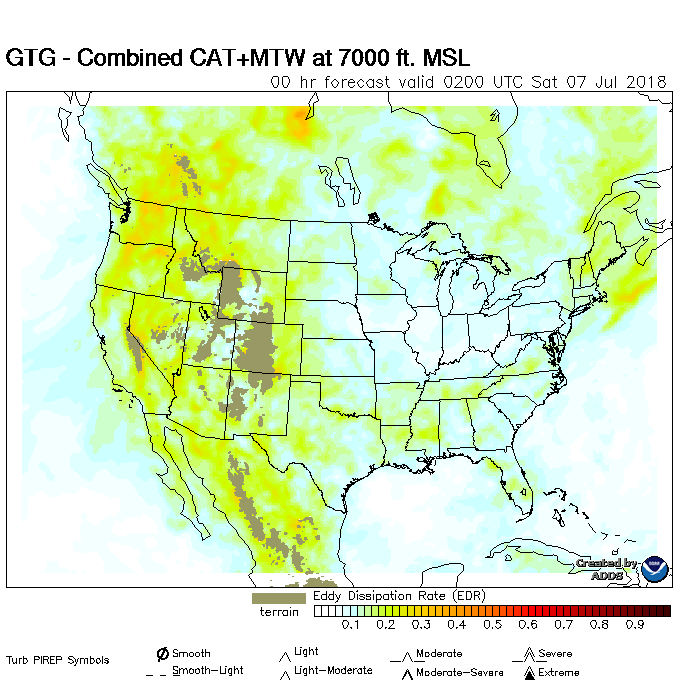 GTG - Combined CAT+MTW at 7000 ft. MSL
00 hr forecast valid 0200 UTC Sat 07 Jul 2018
Created by
ADDS
NOAA
terrain
Eddy Dissipation Rate (EDR)
0.1 0.2 0.3 0.4 0.5 0.6 0.7 0.8 0.9
Turb PIREP Symbols
Smooth Light Moderate Severe
Smooth-Light Light-Moderate Moderate-Severe Extreme